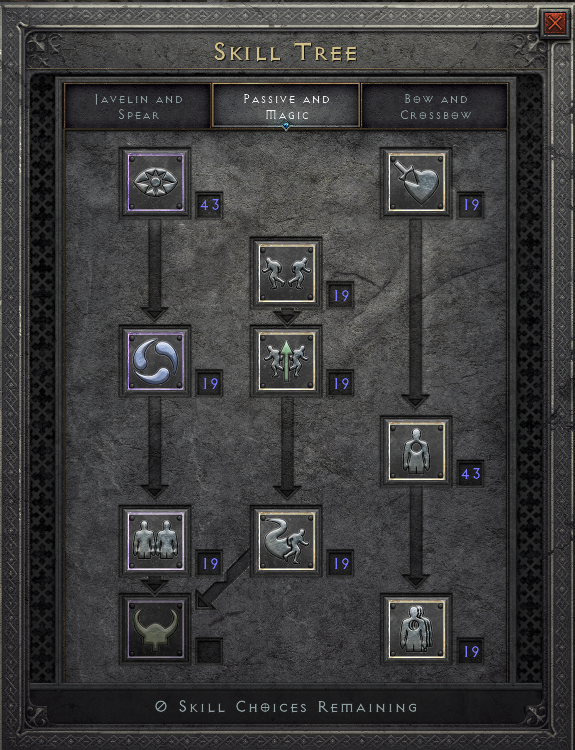 Skill Tree
Javelin and
Spear
Passive and
Magic
Bow and
Crossbow
43
19
19
19
19
43
19
19
19
0 Skill Choices Remaining